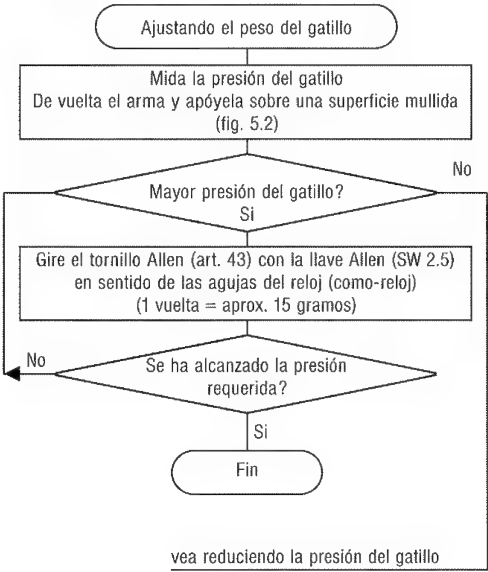 Ajustando el peso del gatillo
Mida la presión del gatillo
De vuelta el arma y apóyela sobre una superficie mullida
(fig. 5.2)
No
Mayor presión del gatillo?
Si
Gire el tornillo Allen (art. 43) con la llave Allen (SW 2.5)
en sentido de las agujas del reloj (como-reloj)
(1 vuelta = aprox. 15 gramos)
No
Se ha alcanzado la presión
requerida?
Si
Fin
vea reduciendo la presión del gatillo